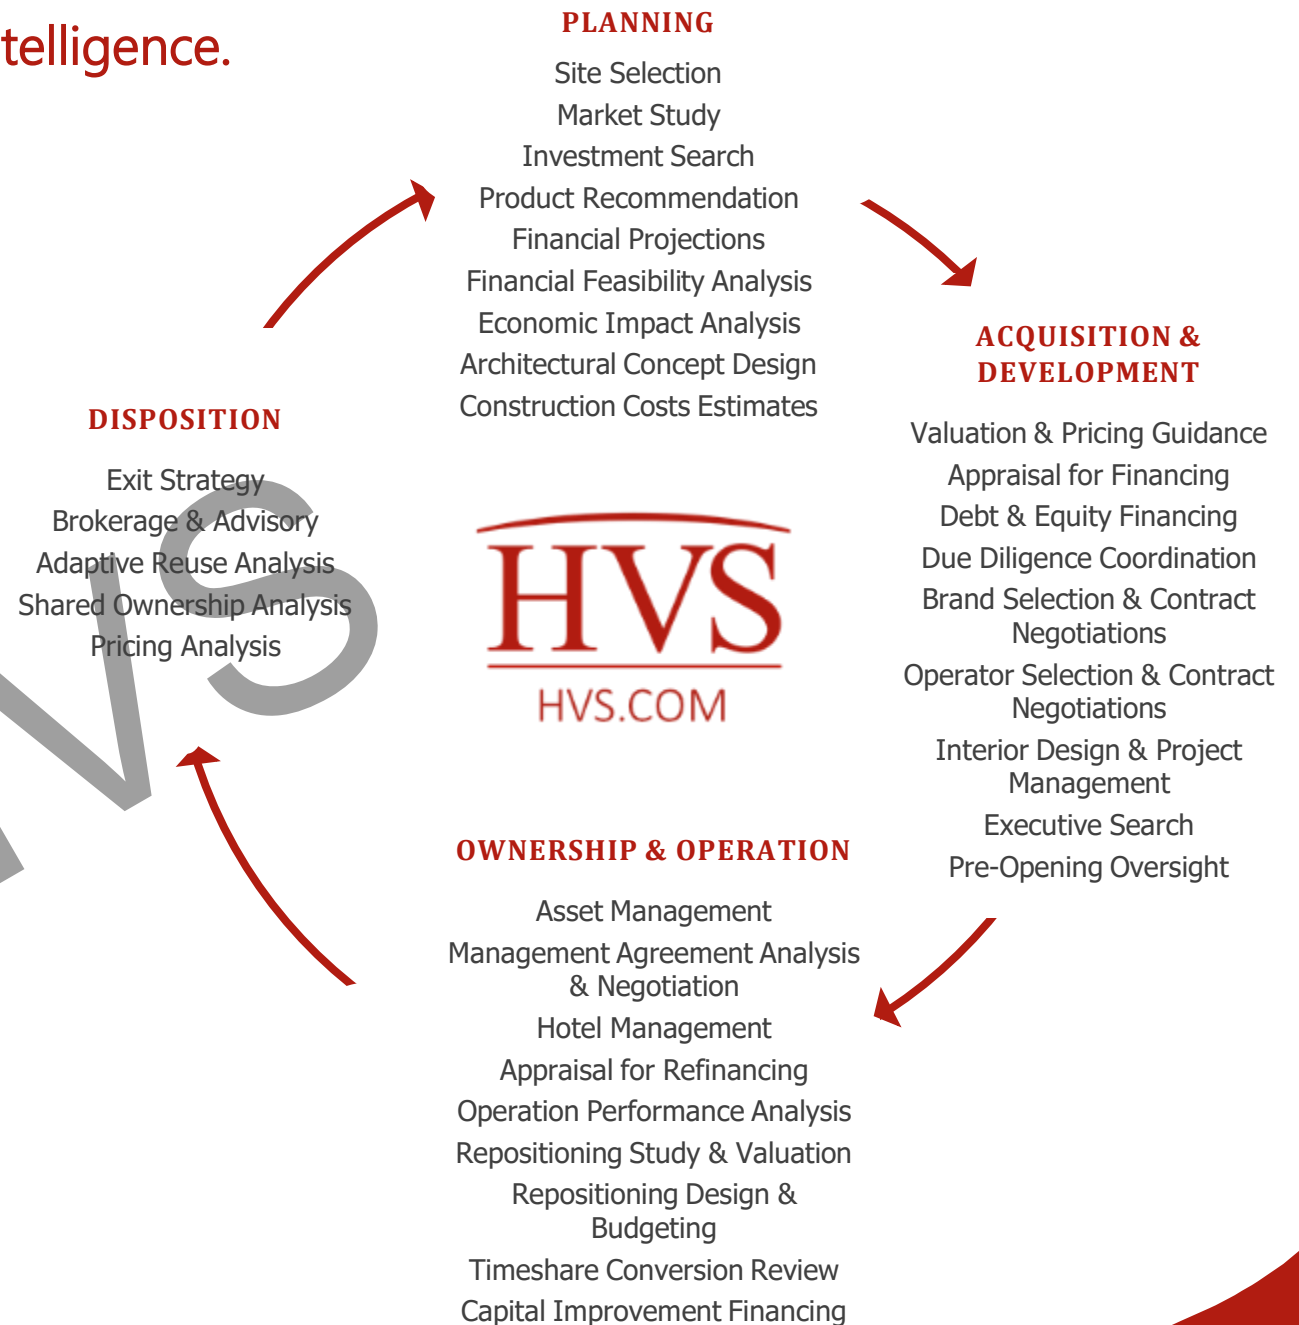 telligence.
PLANNING
Site Selection
Market Study
Investment Search
Product Recommendation
Financial Projections
Financial Feasibility Analysis
Economic Impact Analysis
Architectural Concept Design
Construction Costs Estimates
ACQUISITION &
DEVELOPMENT
Valuation & Pricing Guidance
Appraisal for Financing
Debt & Equity Financing
Due Diligence Coordination
Brand Selection & Contract
Negotiations
Operator Selection & Contract
Negotiations
Interior Design & Project
Management
Executive Search
Pre-Opening Oversight
OWNERSHIP & OPERATION
Asset Management
Management Agreement Analysis
& Negotiation
Hotel Management
Appraisal for Refinancing
Operation Performance Analysis
Repositioning Study & Valuation
Repositioning Design &
Budgeting
Timeshare Conversion Review
Capital Improvement Financing
DISPOSITION
Exit Strategy
Brokerage & Advisory
Adaptive Reuse Analysis
Shared Ownership Analysis
Pricing Analysis
HVS
HVS.COM
VS